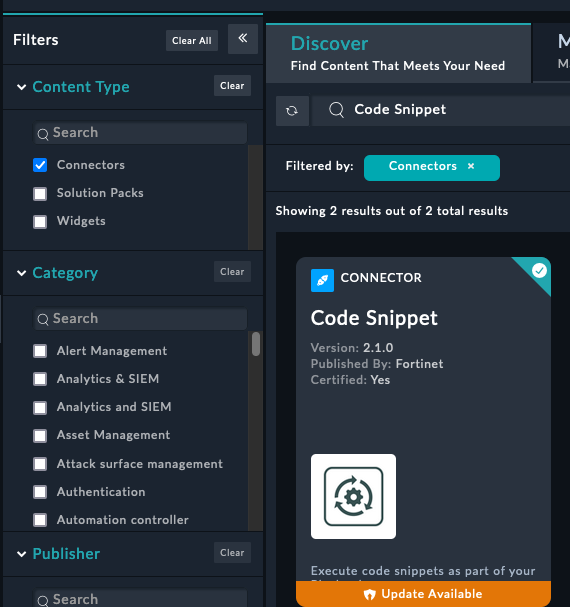 Filters
Clear All
Content Type
Clear
Search
Connectors
Solution Packs
Widgets
Category
Clear
Search
Alert Management
Analytics & SIEM
Analytics and SIEM
Asset Management
Attack surface management
Authentication
Automation controller
Publisher
Clear
Search
Discover
Find Content That Meets Your Need
M
M
Code Snippet
Filtered by:
Connectors ×
Showing 2 results out of 2 total results
CONNECTOR
Code Snippet
Version: 2.1.0
Published By: Fortinet
Certified: Yes
Execute code snippets as part of your
Update Available